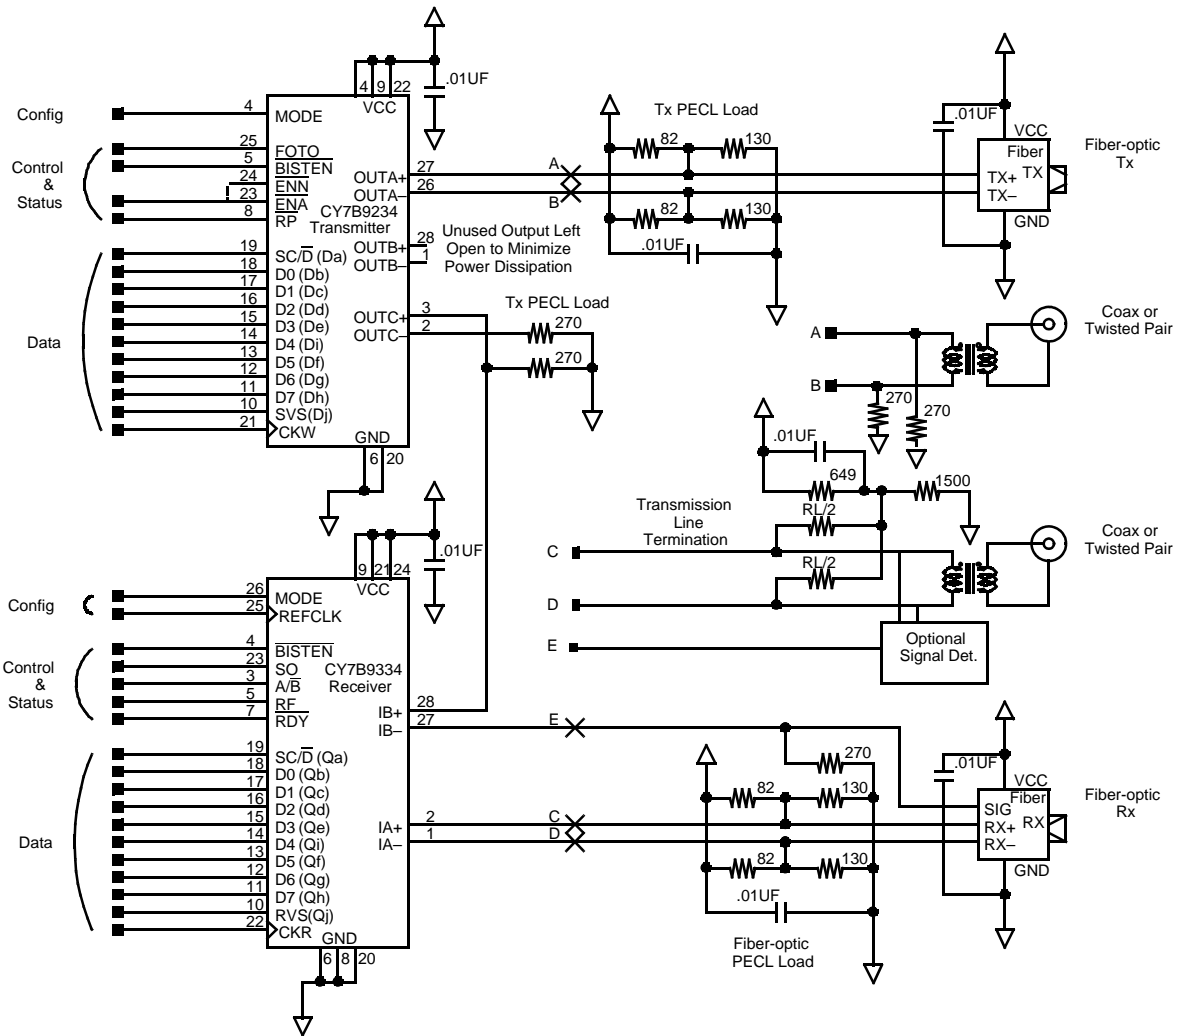 .01UF
4 9 22
VCC
Config
4
MODE
Control
&
Status
25
FOTO
5
BISTEN
24
ENN
23
ENA
8
RP
CY7B9234
Transmitter
27
OUTA+
26
OUTA–
28
OUTB+
1
OUTB–
3
OUTC+
2
OUTC–
Unused Output Left
Open to Minimize
Power Dissipation
Data
19
SC/D (Da)
18
D0 (Db)
17
D1 (Dc)
16
D2 (Dd)
15
D3 (De)
14
D4 (Di)
13
D5 (Df)
12
D6 (Dg)
11
D7 (Dh)
10
SVS(Dj)
21
CKW
GND
6 20
A
B
Tx PECL Load
82
130
82
130
.01UF
Tx PECL Load
270
270
.01UF
VCC
Fiber
TX
TX+
TX–
GND
Fiber-optic
Tx
A
B
270
270
Coax or
Twisted Pair
.01UF
649
1500
RL/2
RL/2
Transmission
Line
Termination
C
D
E
Optional
Signal Det.
Coax or
Twisted Pair
.01UF
9 21 24
VCC
Config
26
MODE
25
REFCLK
Control
&
Status
4
BISTEN
23
SO
3
A/B
5
RF
7
RDY
CY7B9334
Receiver
28
IB+
27
IB–
2
IA+
1
IA–
Data
19
SC/D (Qa)
18
D0 (Qb)
17
D1 (Qc)
16
D2 (Qd)
15
D3 (Qe)
14
D4 (Qi)
13
D5 (Qf)
12
D6 (Qg)
11
D7 (Qh)
10
RVS(Qj)
22
CKR
GND
6 8 20
E
C
D
270
82
130
82
130
.01UF
Fiber-optic
PECL Load
.01UF
VCC
Fiber
SIG
RX
RX+
RX–
GND
Fiber-optic
Rx